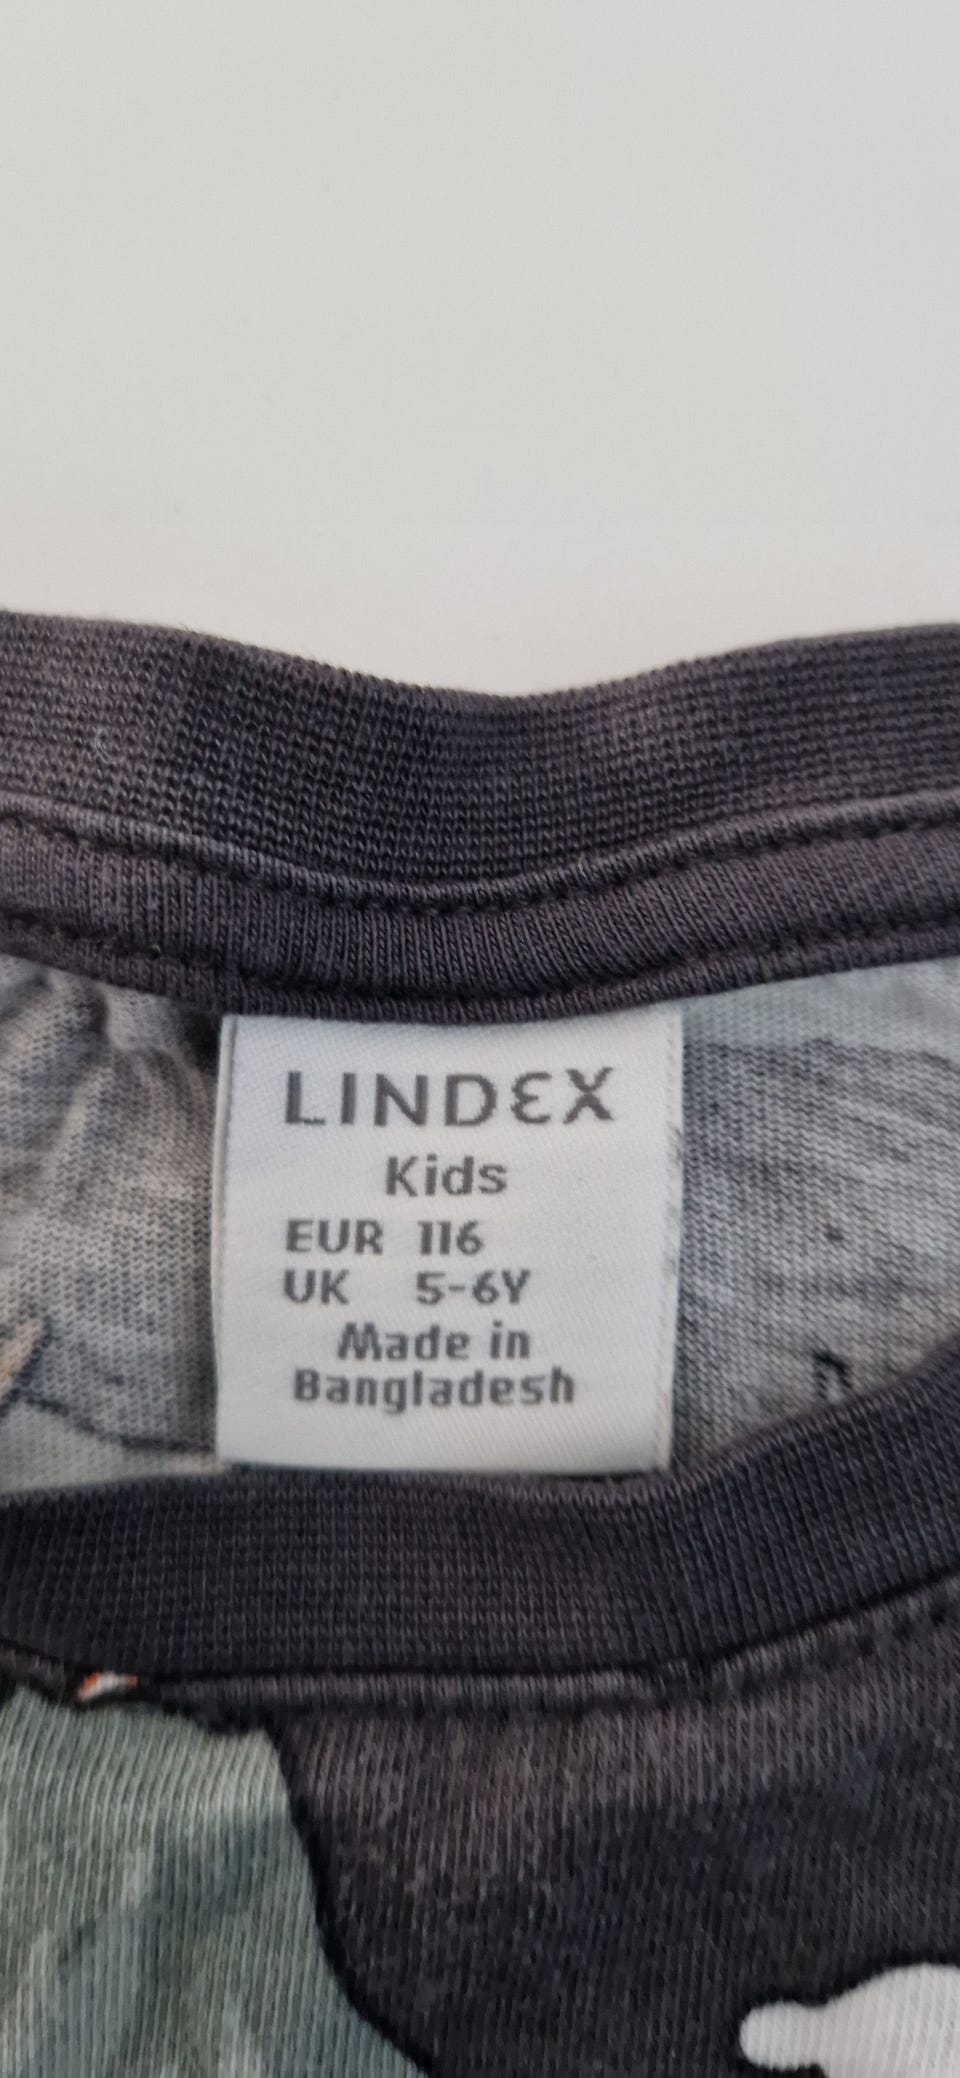 LINDEX
Kids
EUR 116
UK 5-6Y
Made in
Bangladesh